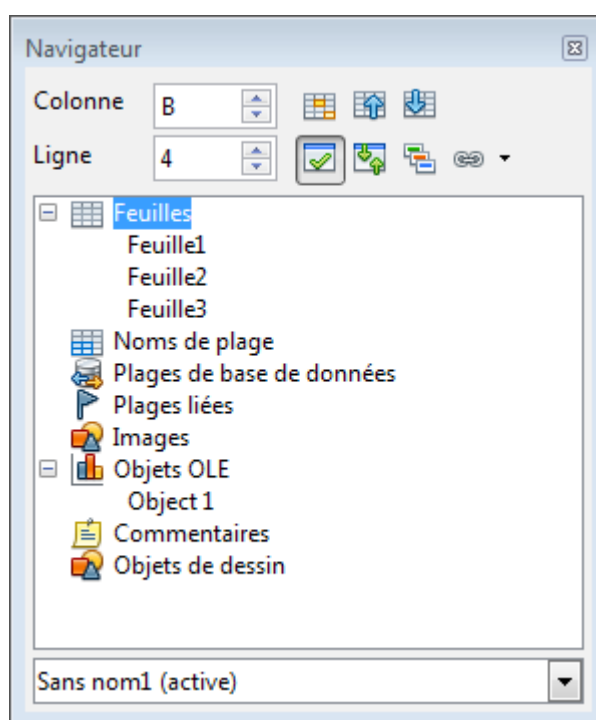 Navigateur
Colonne B
Ligne 4
Feuilles
Feuille1
Feuille2
Feuille3
Noms de plage
Plages de base de données
Plages liées
Images
Objets OLE
Object 1
Commentaires
Objets de dessin
Sans nom1 (active)